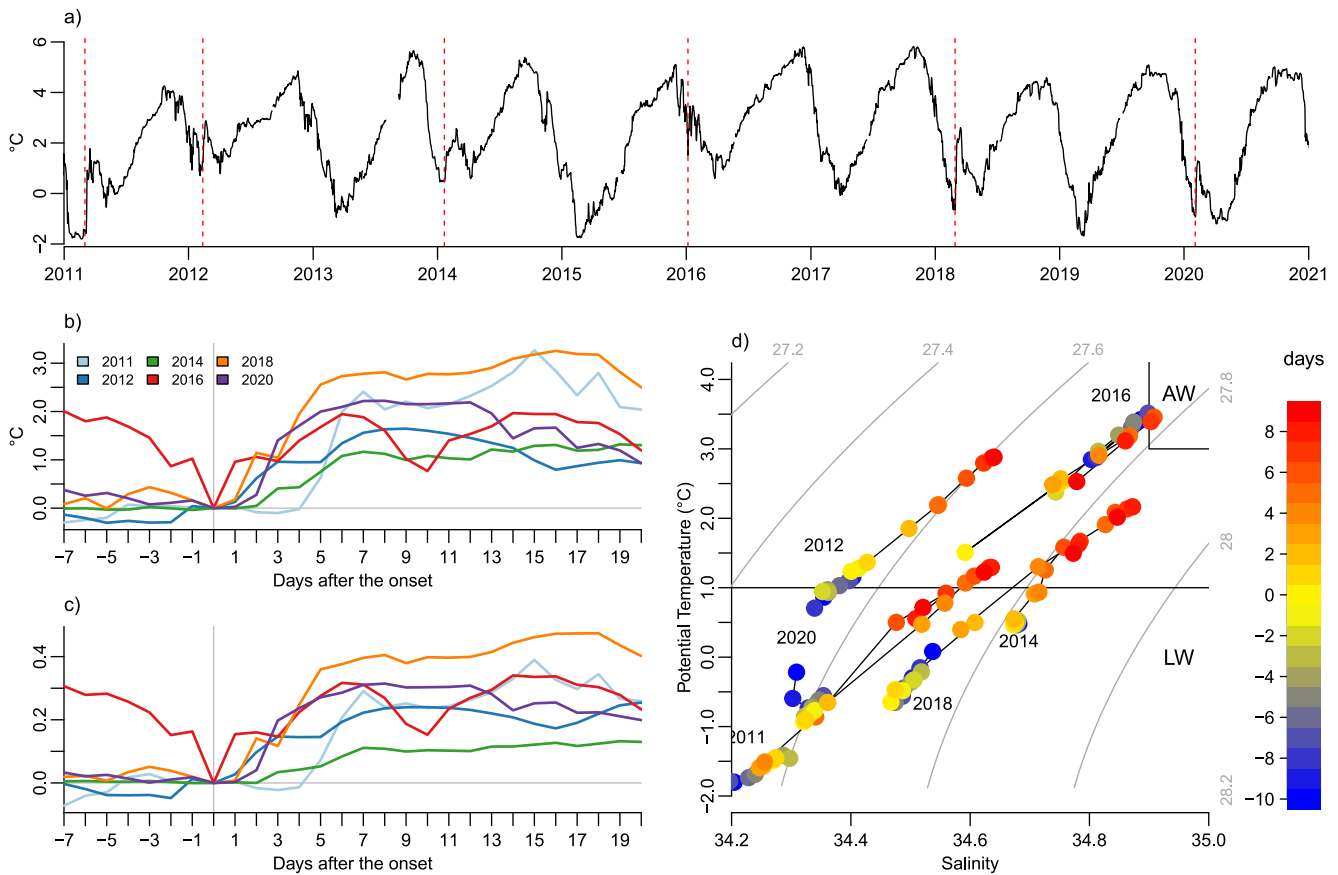 a)
6
4
2
0
−2
°C
2011 2012 2013 2014 2015 2016 2017 2018 2019 2020 2021
b)
2011 2014 2018
2012 2016 2020
3.0
2.0
1.0
0.0
°C
−7 −5 −3 −1 1 3 5 7 9 11 13 15 17 19
Days after the onset
c)
0.4
0.2
0.0
−7 −5 −3 −1 1 3 5 7 9 11 13 15 17 19
Days after the onset
d)
27.2 27.4 27.6
27.8
28
28.2
4.0
3.0
2.0
1.0
0.0
−1.0
−2.0
Potential Temperature (°C)
2016
AW
2012
2020
2014
LW
2018
2011
34.2 34.4 34.6 34.8 35.0
Salinity
days
8
6
4
2
0
−2
−4
−6
−8
−10